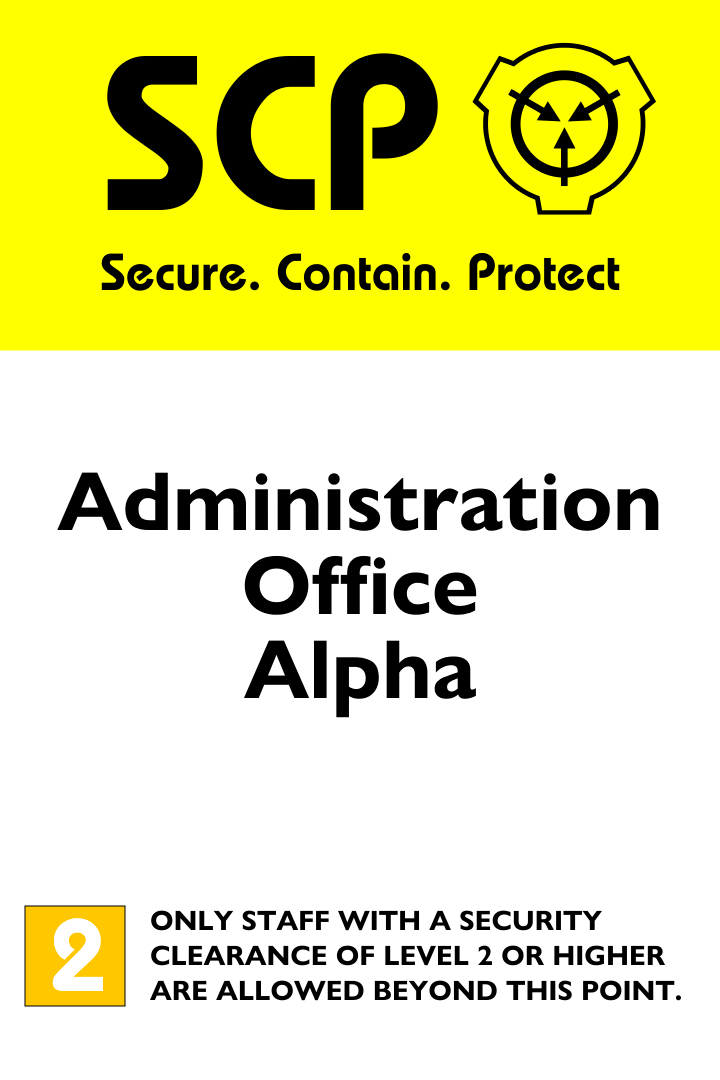 SCP
Secure. Contain. Protect
Administration
Office
Alpha
2
ONLY STAFF WITH A SECURITY
CLEARANCE OF LEVEL 2 OR HIGHER
ARE ALLOWED BEYOND THIS POINT.